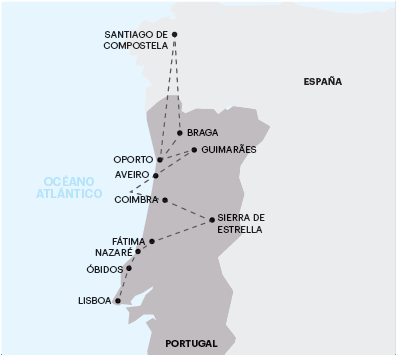 SANTIAGO DE
COMPOSTELA
ESPAÑA
BRAGA
GUIMARÃES
OPORTO
AVEIRO
OCÉANO
ATLÁNTICO
COIMBRA
SIERRA DE
ESTRELLA
FÁTIMA
NAZARÉ
ÓBIDOS
LISBOA
PORTUGAL